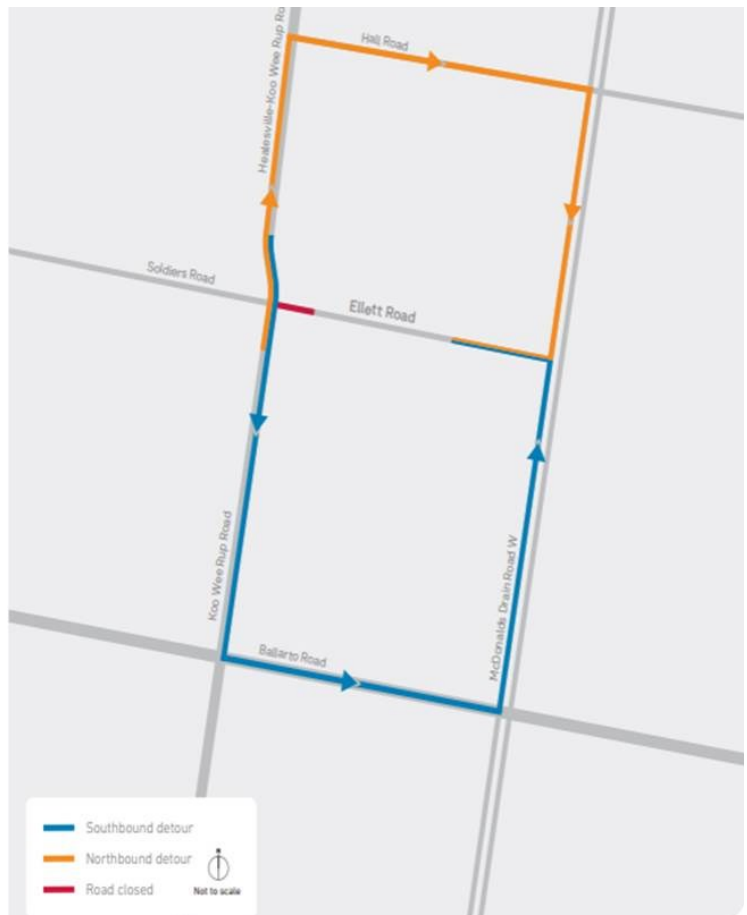 Hall Road
Healesville-Koo Wee Rup Ro
Soldiers Road
Ellett Road
Koo Wee Rup Road
McDonalds Drain Road W
Ballarto Road
Southbound detour
Northbound detour
Road closed
Not to scale